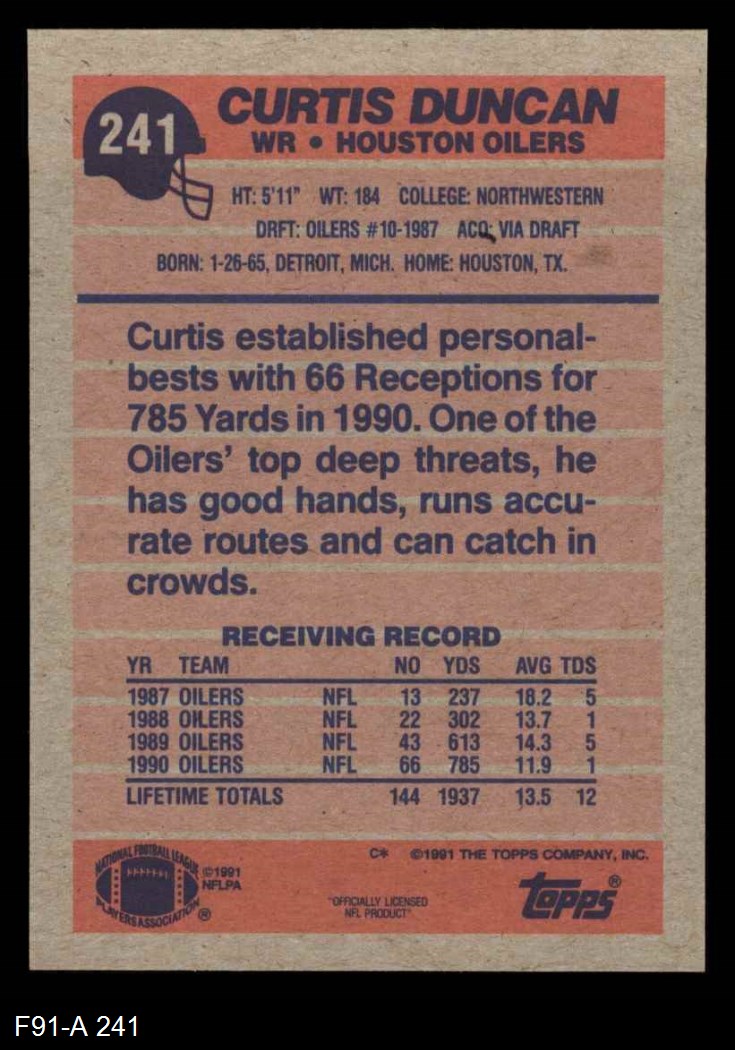 241
CURTIS DUNCAN
WR • HOUSTON OILERS
HT: 5'11" WT: 184 COLLEGE: NORTHWESTERN
DRFT: OILERS #10-1987 ACQ: VIA DRAFT
BORN: 1-26-65, DETROIT, MICH. HOME: HOUSTON, TX.
Curtis established personal-
bests with 66 Receptions for
785 Yards in 1990. One of the
Oilers' top deep threats, he
has good hands, runs accu-
rate routes and can catch in
crowds.
RECEIVING RECORD
YR TEAM NO YDS AVG TDS
1987 OILERS NFL 13 237 18.2 5
1988 OILERS NFL 22 302 13.7 1
1989 OILERS NFL 43 613 14.3 5
1990 OILERS NFL 66 785 11.9 1
LIFETIME TOTALS 144 1937 13.5 12
NATIONAL FOOTBALL LEAGUE
PLAYERS ASSOCIATION ®
©1991
NFLPA
C* ©1991 THE TOPPS COMPANY, INC.
"OFFICIALLY LICENSED
NFL PRODUCT"
topps®
F91-A 241